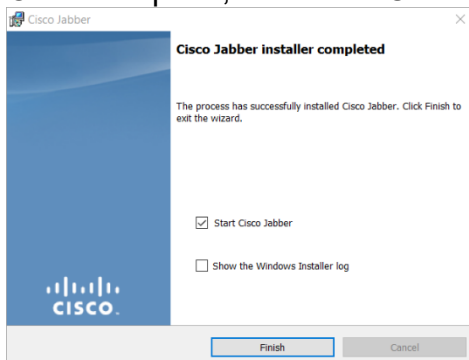 Cisco Jabber
Cisco Jabber installer completed
The process has successfully installed Cisco Jabber. Click Finish to
exit the wizard.
Start Cisco Jabber
Show the Windows Installer log
CISCO.
Finish
Cancel